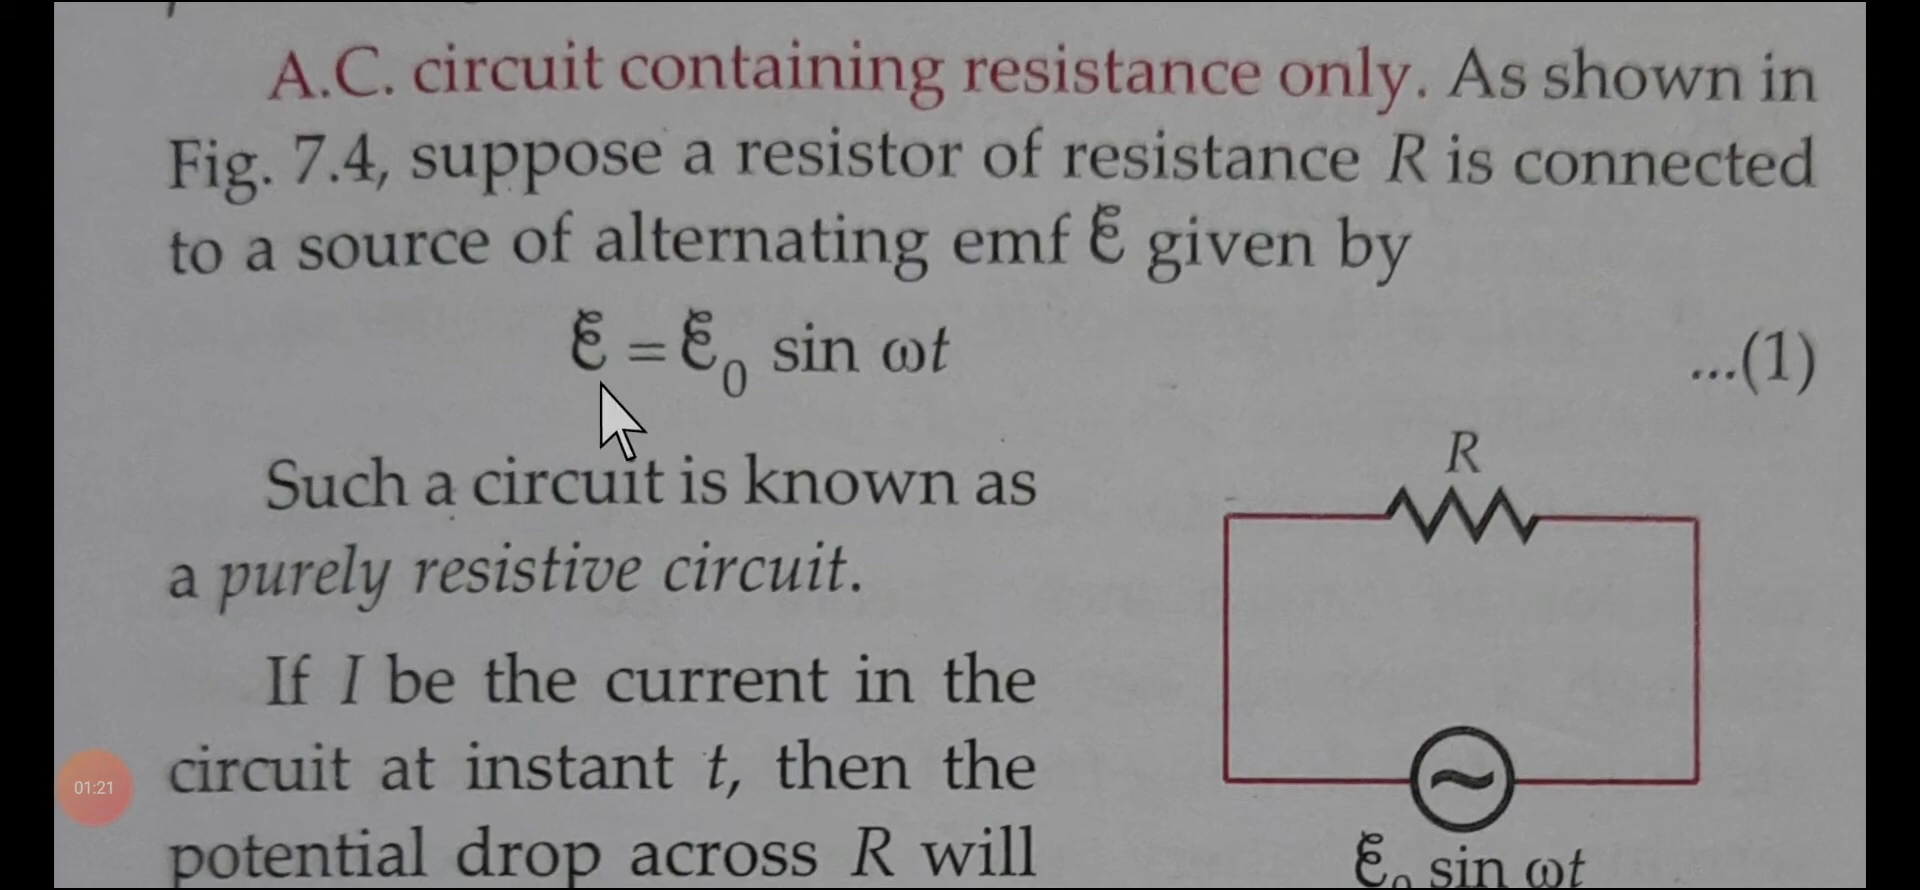 A.C. circuit containing resistance only. As shown in
Fig. 7.4, suppose a resistor of resistance R is connected
to a source of alternating emf ℰ given by
ℰ = ℰ₀ sin ωt ...(1)
Such a circuit is known as
a purely resistive circuit.
If I be the current in the
circuit at instant t, then the
potential drop across R will
R
ℰ₀ sin ωt
01:21